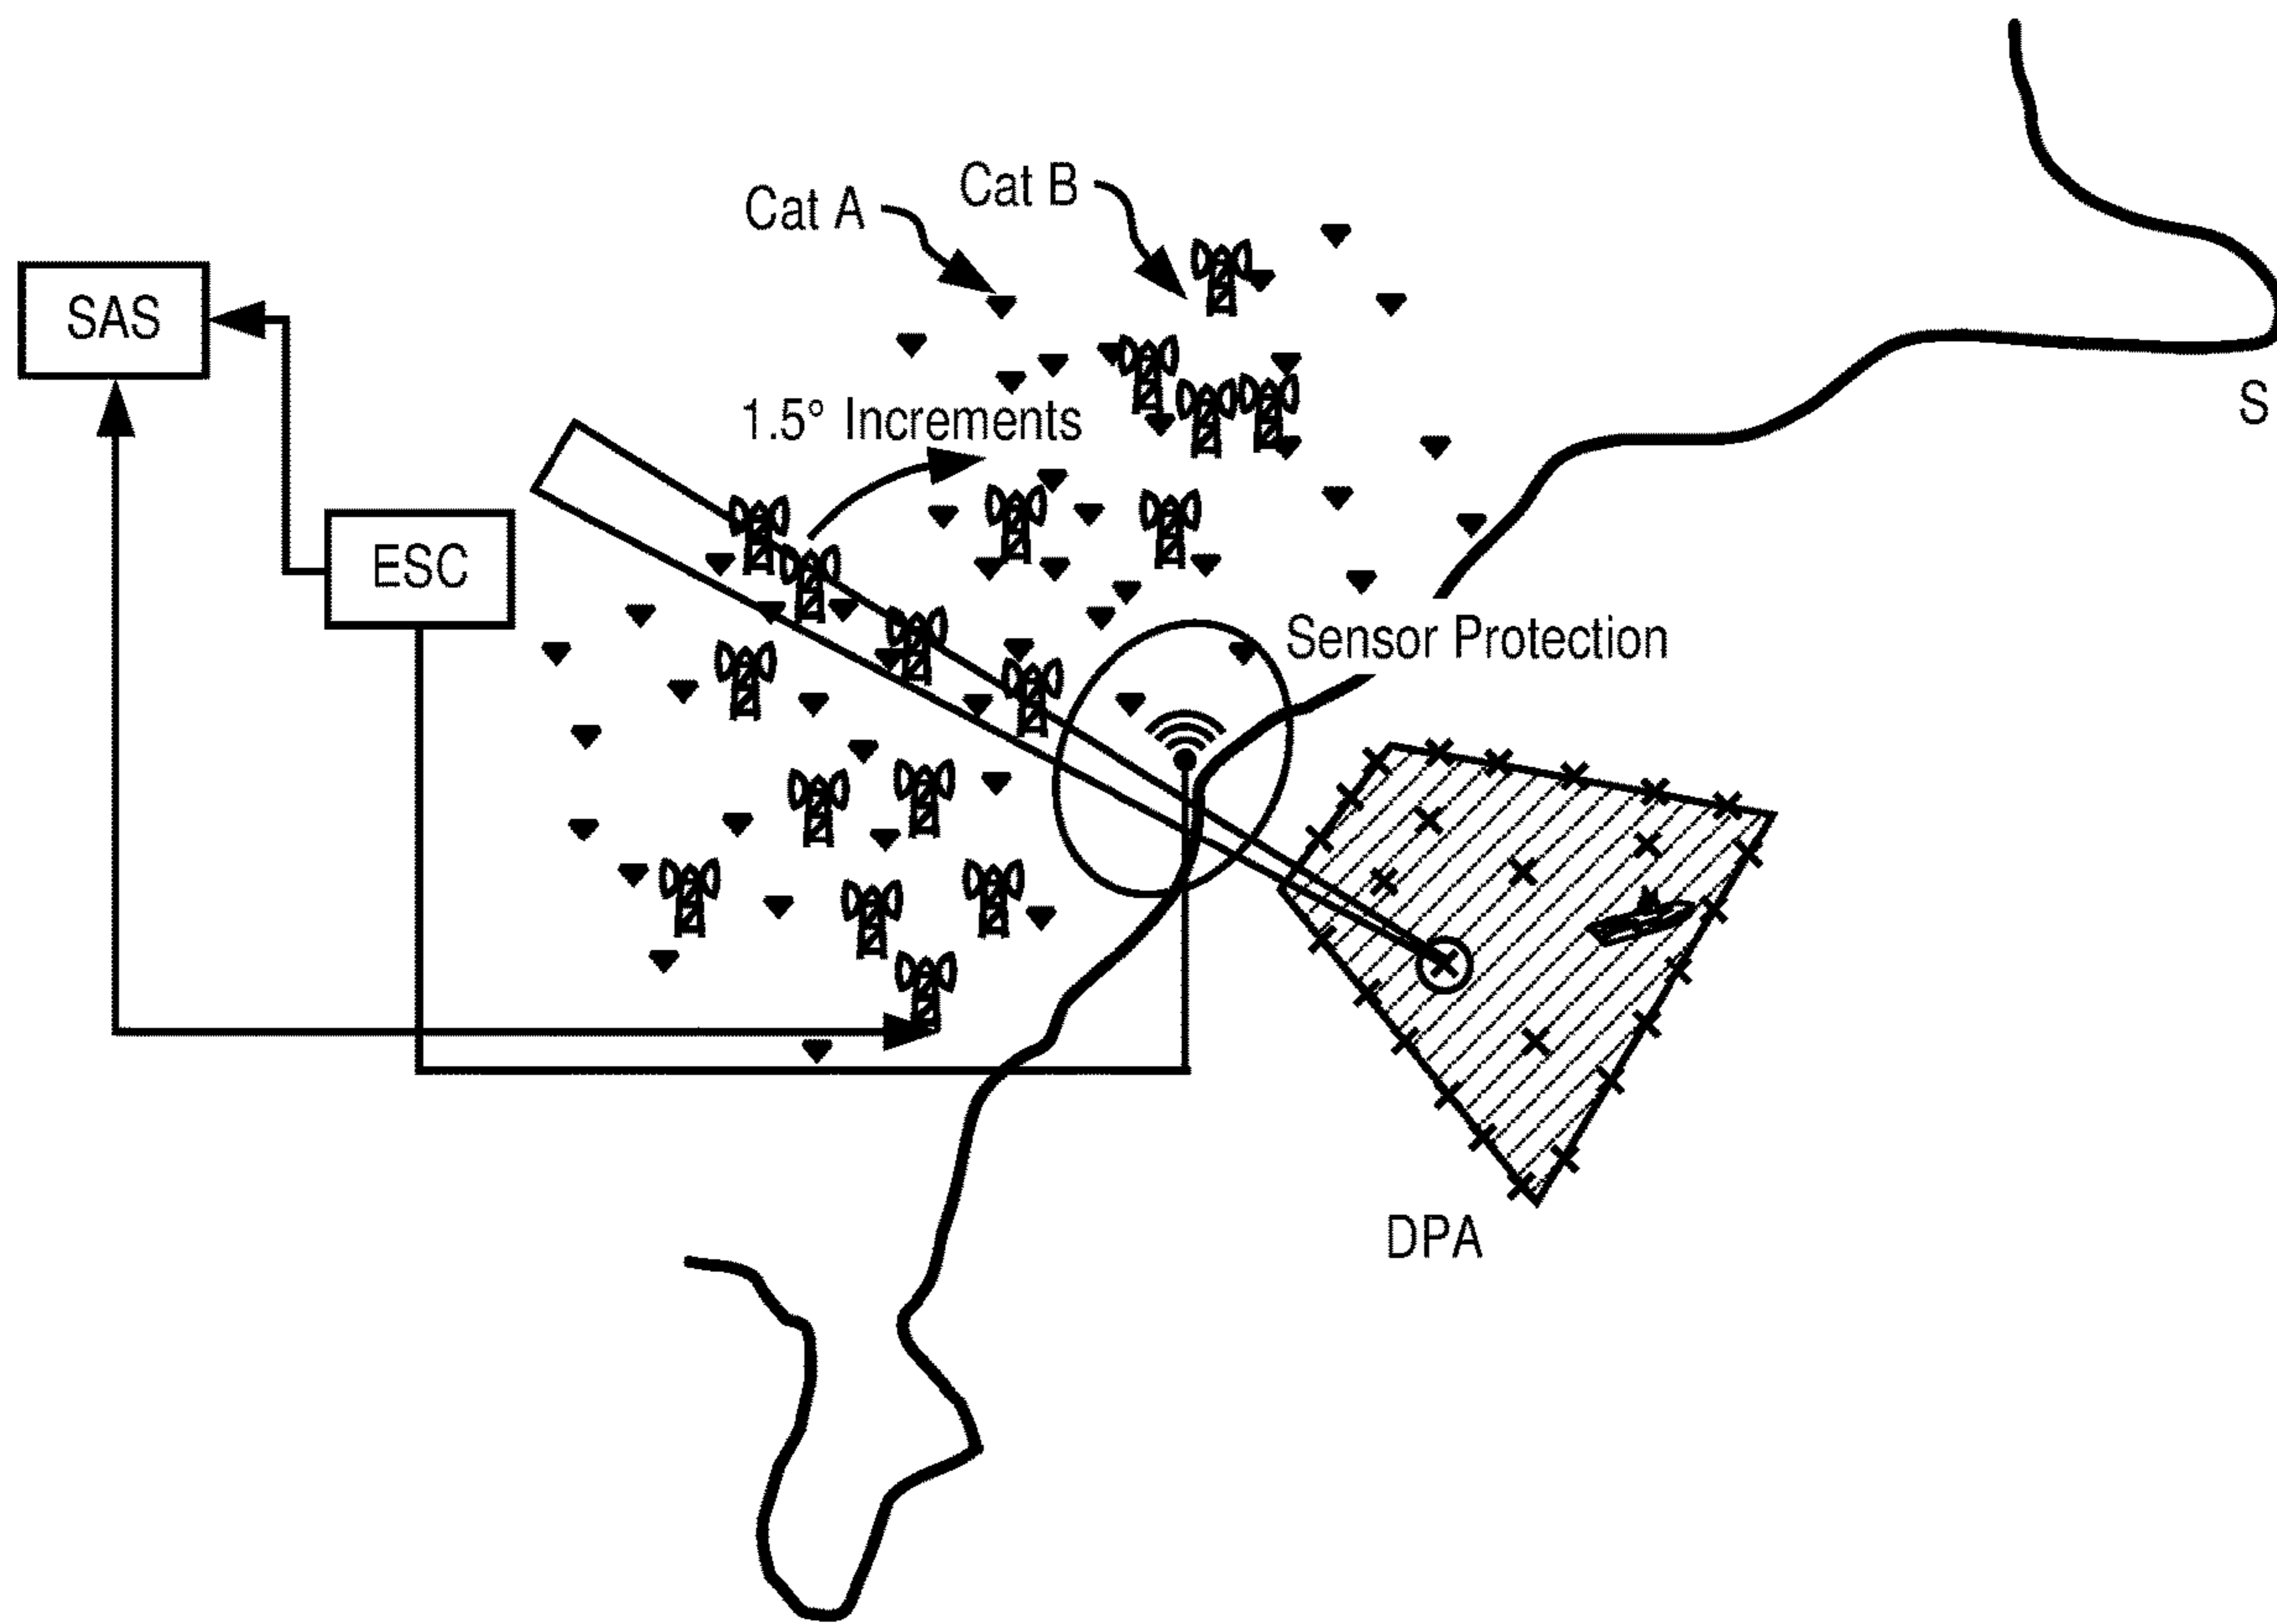 Cat A
Cat B
SAS
S
1.5° Increments
ESC
Sensor Protection
DPA